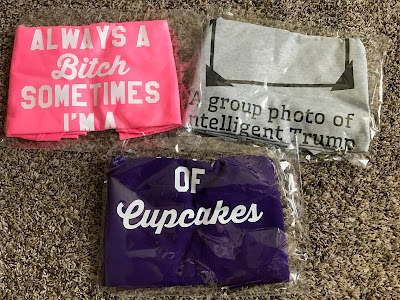 ALWAYS A
Bitch
SOMETIMES
I'M A
A group photo of
intelligent Trump
OF
Cupcakes